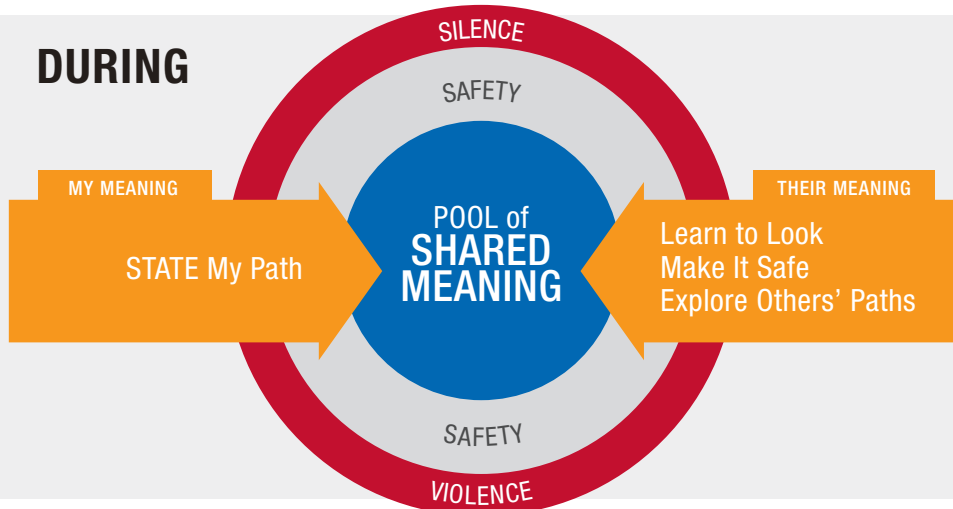 DURING
SILENCE
SAFETY
MY MEANING
STATE My Path
POOL of
SHARED
MEANING
THEIR MEANING
Learn to Look
Make It Safe
Explore Others’ Paths
SAFETY
VIOLENCE